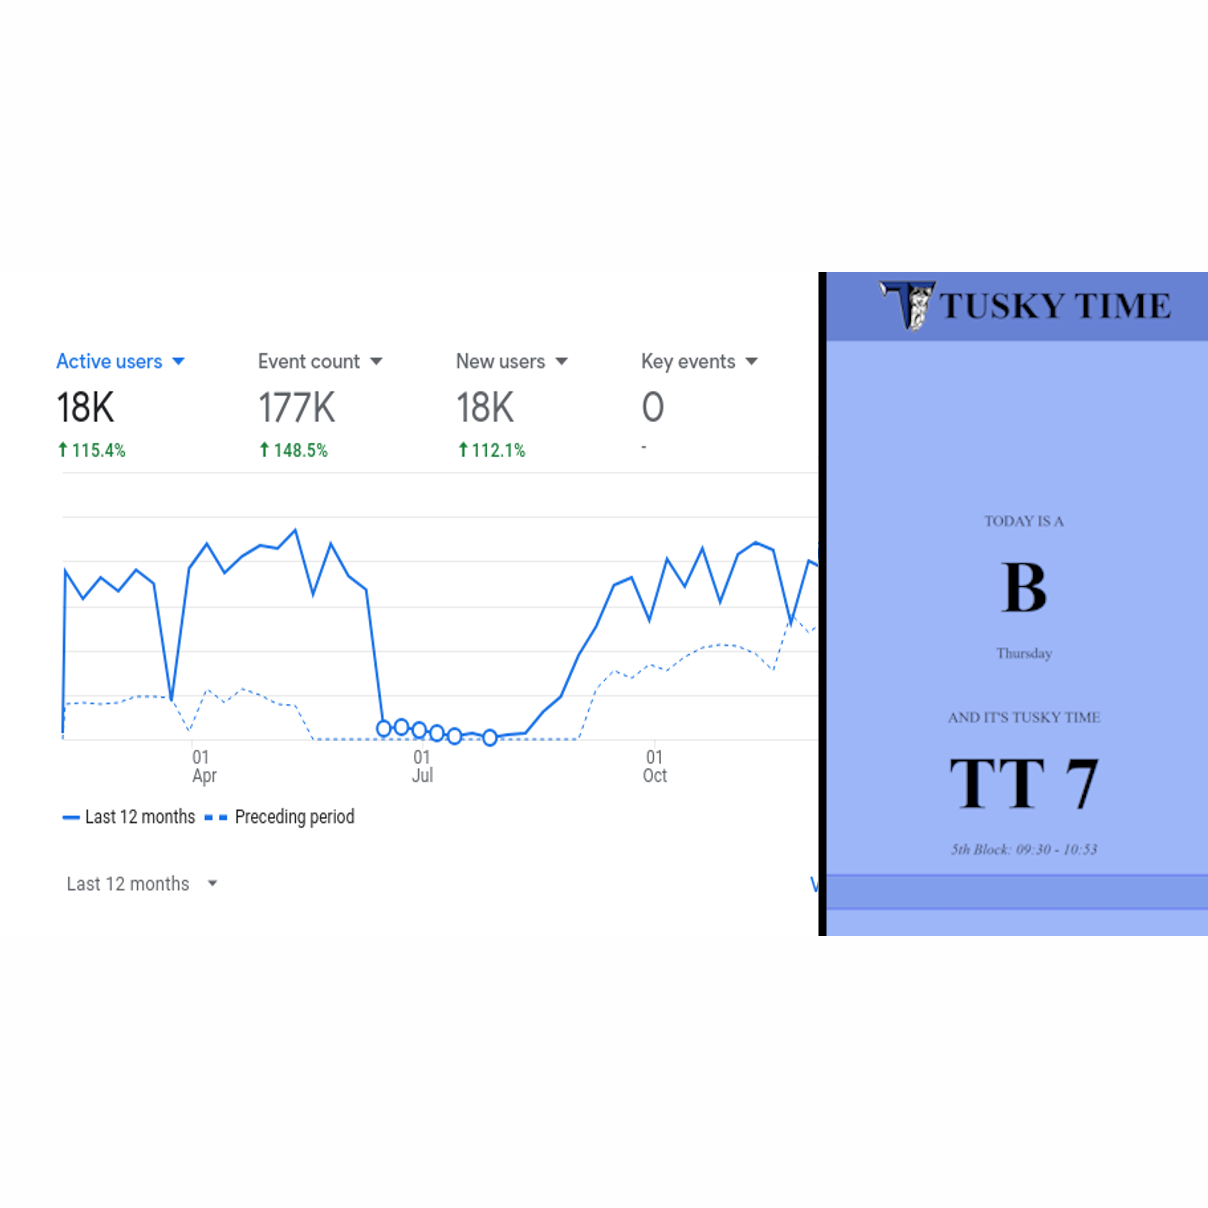 Active users Event count New users Key events
18K 177K 18K 0
115.4% 148.5% 112.1% -
01 01 01
Apr Jul Oct
Last 12 months Preceding period
Last 12 months
TUSKY TIME
TODAY IS A
B
Thursday
AND IT'S TUSKY TIME
TT 7
5th Block: 09:30 - 10:53